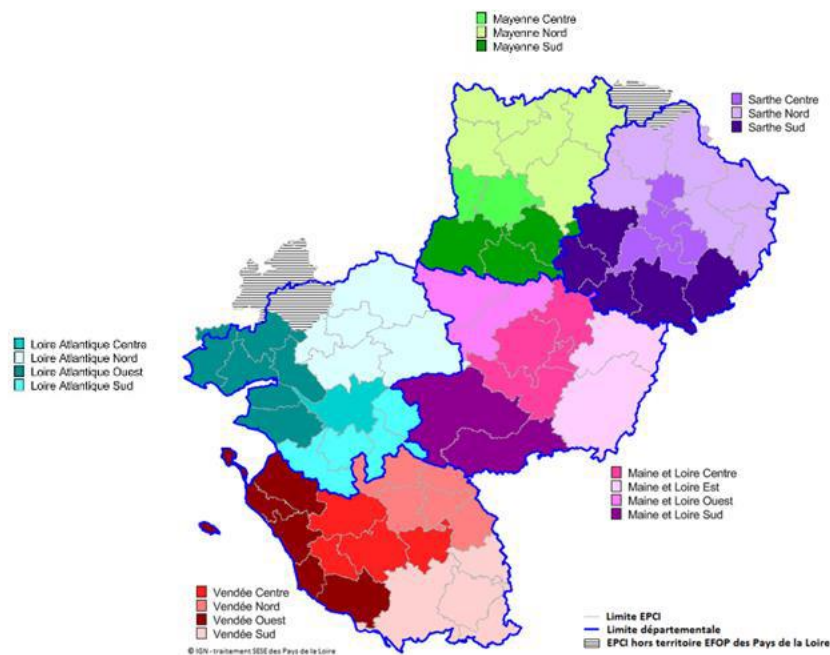 Mayenne Centre
Mayenne Nord
Mayenne Sud
Sarthe Centre
Sarthe Nord
Sarthe Sud
Loire Atlantique Centre
Loire Atlantique Nord
Loire Atlantique Ouest
Loire Atlantique Sud
Maine et Loire Centre
Maine et Loire Est
Maine et Loire Ouest
Maine et Loire Sud
Vendée Centre
Vendée Nord
Vendée Ouest
Vendée Sud
Limite EPCI
Limite départementale
EPCI hors territoire EFOP des Pays de la Loire
© IGN - traitement SESE des Pays de la Loire